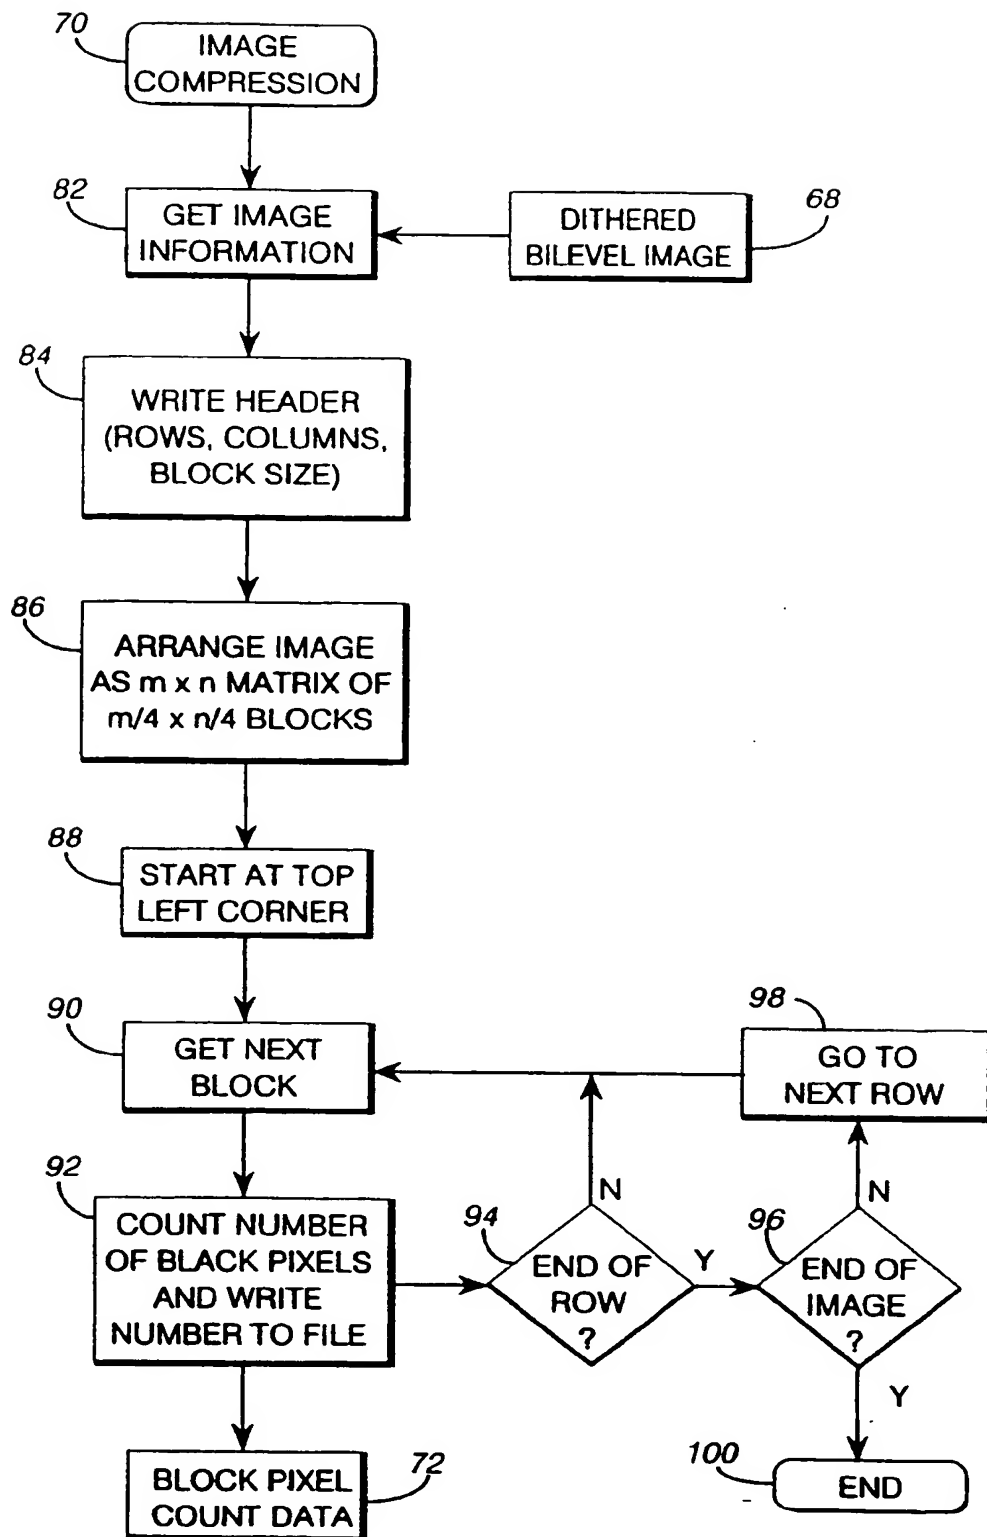 70
IMAGE
COMPRESSION
82
GET IMAGE
INFORMATION
DITHERED
BILEVEL IMAGE
68
84
WRITE HEADER
(ROWS, COLUMNS,
BLOCK SIZE)
86
ARRANGE IMAGE
AS m x n MATRIX OF
m/4 x n/4 BLOCKS
88
START AT TOP
LEFT CORNER
90
GET NEXT
BLOCK
98
GO TO
NEXT ROW
92
COUNT NUMBER
OF BLACK PIXELS
AND WRITE
NUMBER TO FILE
94
N
END OF
ROW
?
Y
96
N
END OF
IMAGE
?
Y
BLOCK PIXEL
COUNT DATA
72
100
END